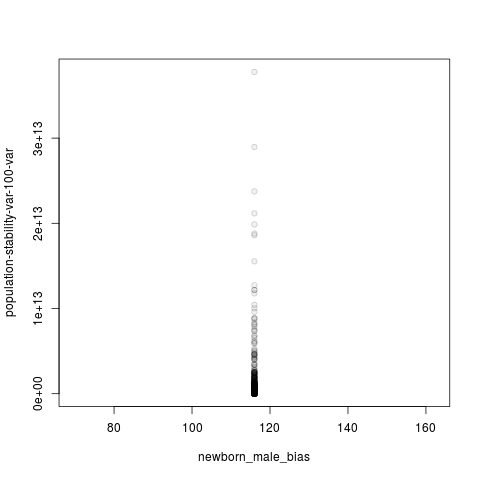 population-stability-var-100-var
3e+13
2e+13
1e+13
0e+00
80 100 120 140 160
newborn_male_bias